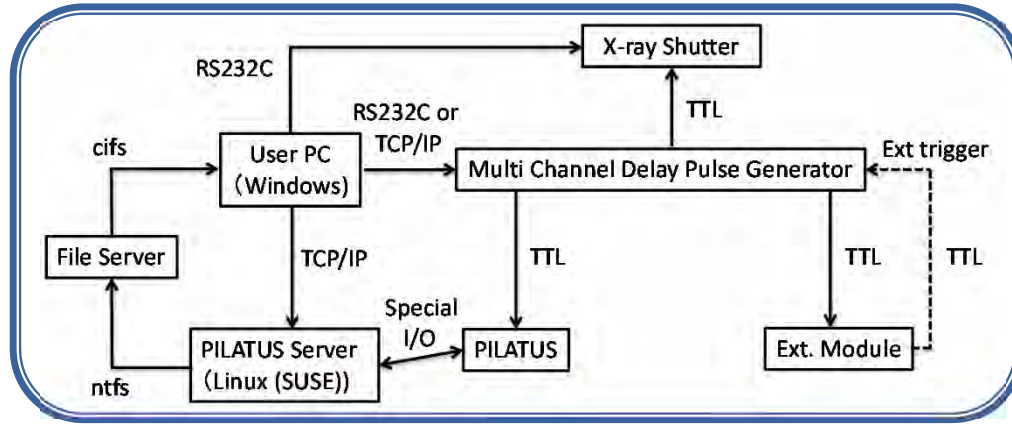 X-ray Shutter
RS232C
TTL
RS232C or
TCP/IP
cifs
User PC
（Windows)
Multi Channel Delay Pulse Generator
Ext trigger
File Server
TCP/IP
TTL
TTL
TTL
Special
I/O
PILATUS Server
（Linux (SUSE))
PILATUS
Ext. Module
ntfs